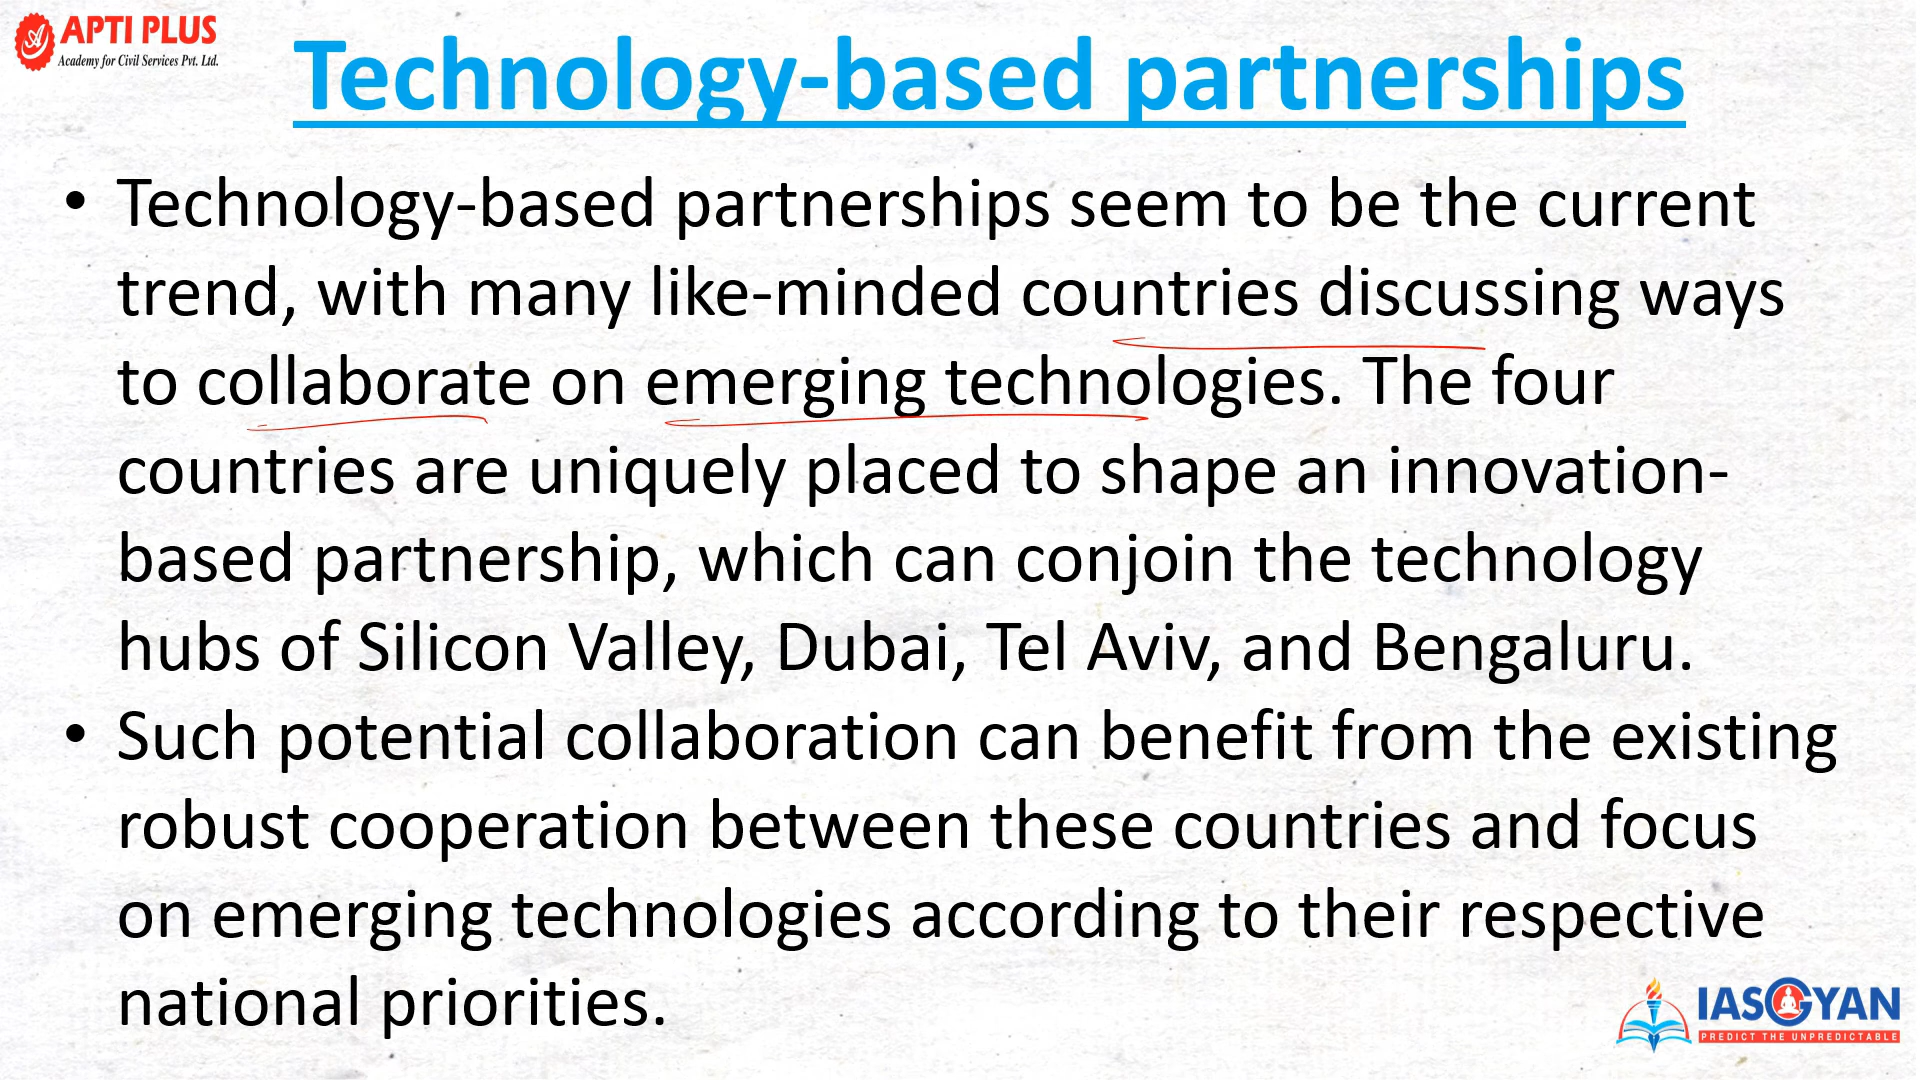 APTI PLUS
Academy for Civil Services Pvt. Ltd.
Technology-based partnerships
• Technology-based partnerships seem to be the current
trend, with many like-minded countries discussing ways
to collaborate on emerging technologies. The four
countries are uniquely placed to shape an innovation-
based partnership, which can conjoin the technology
hubs of Silicon Valley, Dubai, Tel Aviv, and Bengaluru.
• Such potential collaboration can benefit from the existing
robust cooperation between these countries and focus
on emerging technologies according to their respective
national priorities.
IASGYAN
PREDICT THE UNPREDICTABLE